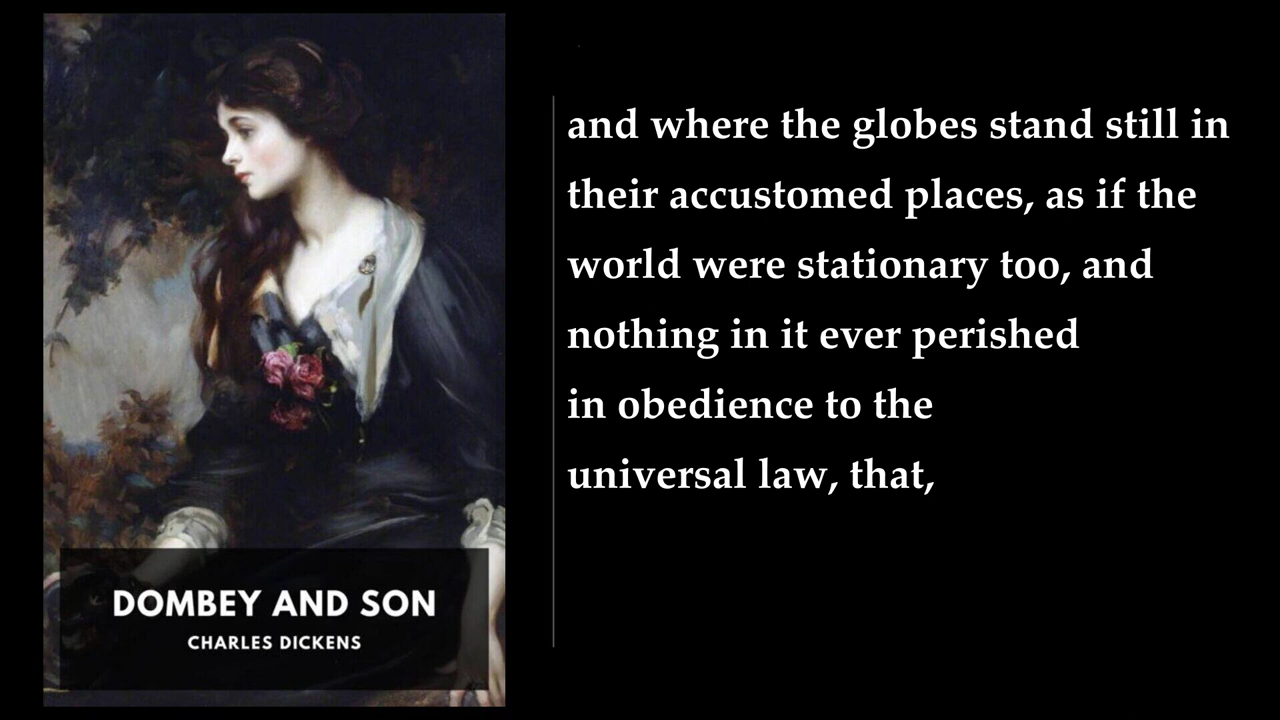 and where the globes stand still in
their accustomed places, as if the
world were stationary too, and
nothing in it ever perished
in obedience to the
universal law, that,
DOMBEY AND SON
CHARLES DICKENS